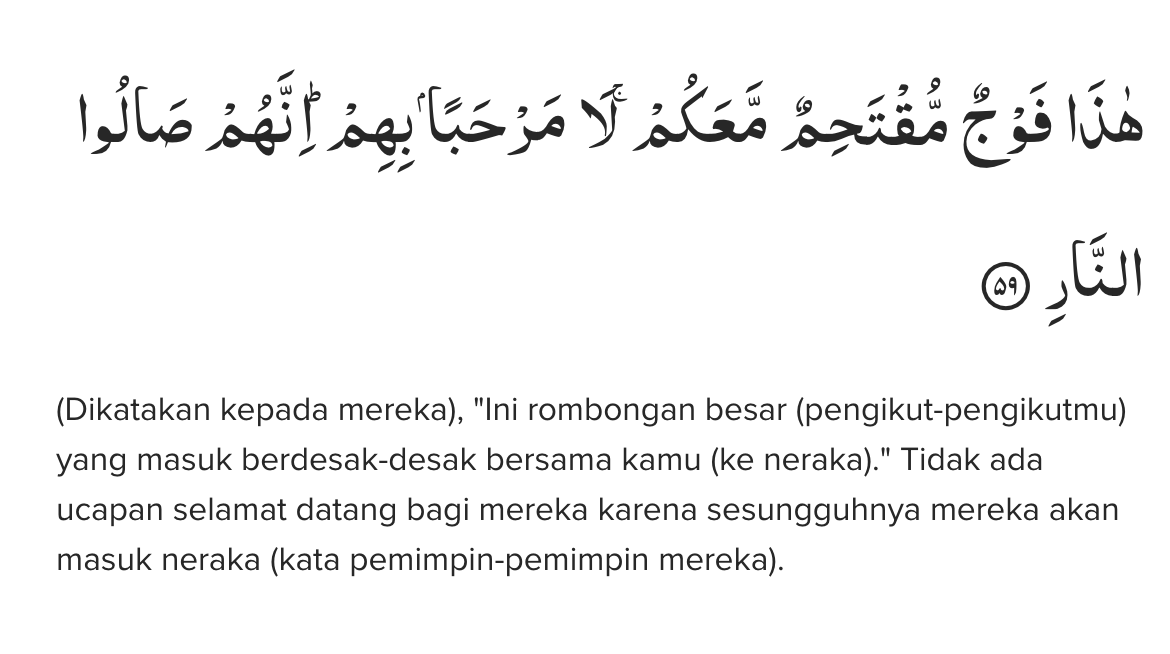 هٰذَا فَوْجٌ مُّقْتَحِمٌ مَّعَكُمْۚ لَا مَرْحَبًاۢ بِهِمْ ۗاِنَّهُمْ صَالُوا
النَّارِ ۵۹
(Dikatakan kepada mereka), "Ini rombongan besar (pengikut-pengikutmu)
yang masuk berdesak-desak bersama kamu (ke neraka)." Tidak ada
ucapan selamat datang bagi mereka karena sesungguhnya mereka akan
masuk neraka (kata pemimpin-pemimpin mereka).